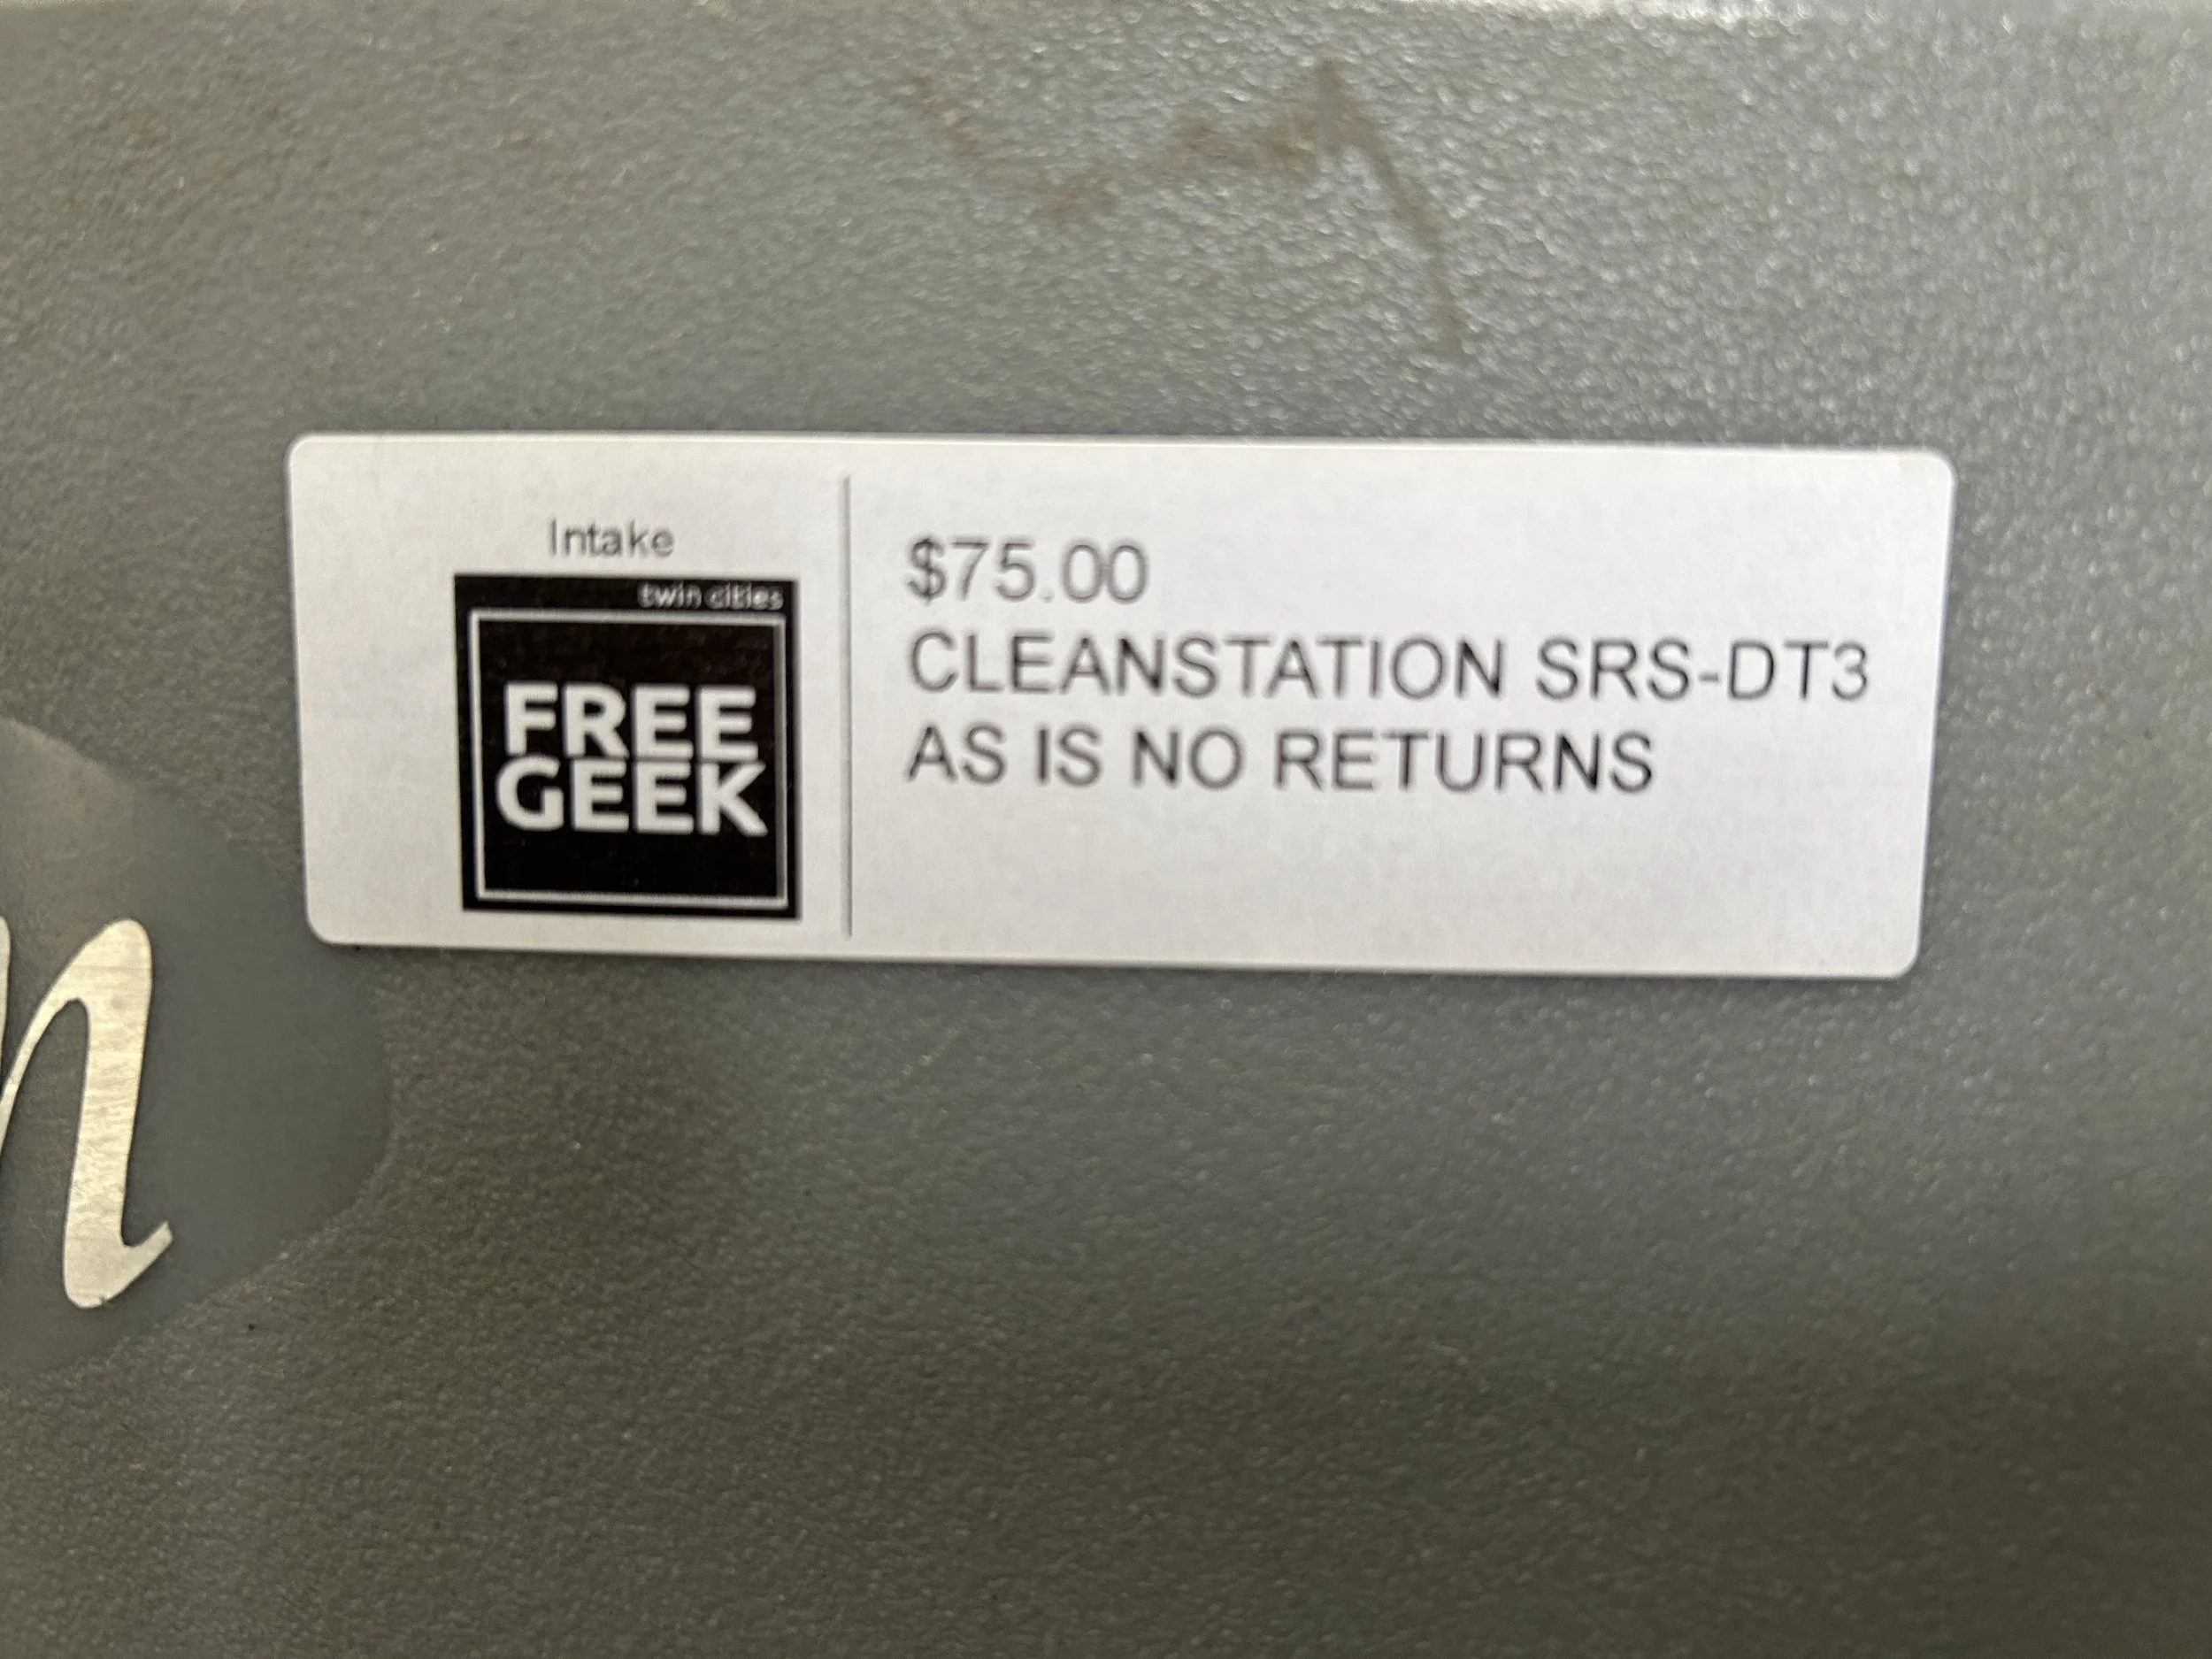 Intake
twin cities
FREE
GEEK
$75.00
CLEANSTATION SRS-DT3
AS IS NO RETURNS
n